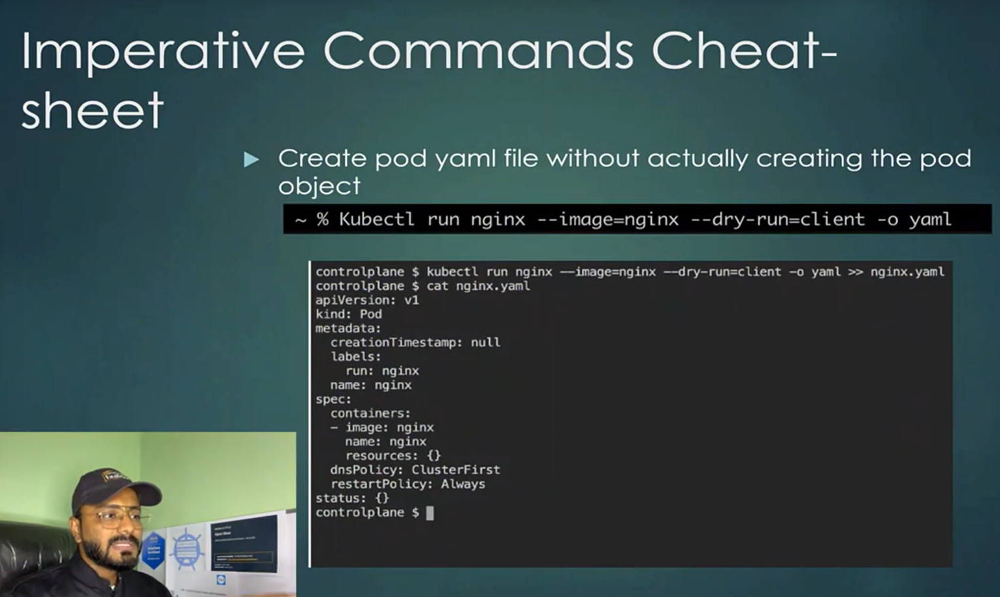 Imperative Commands Cheat-
sheet
Create pod yaml file without actually creating the pod
object
~ % Kubectl run nginx --image=nginx --dry-run=client -o yaml
controlplane $ kubectl run nginx --image=nginx --dry-run=client -o yaml >> nginx.yaml
controlplane $ cat nginx.yaml
apiVersion: v1
kind: Pod
metadata:
  creationTimestamp: null
  labels:
    run: nginx
  name: nginx
spec:
  containers:
  - image: nginx
    name: nginx
    resources: {}
  dnsPolicy: ClusterFirst
  restartPolicy: Always
status: {}
controlplane $